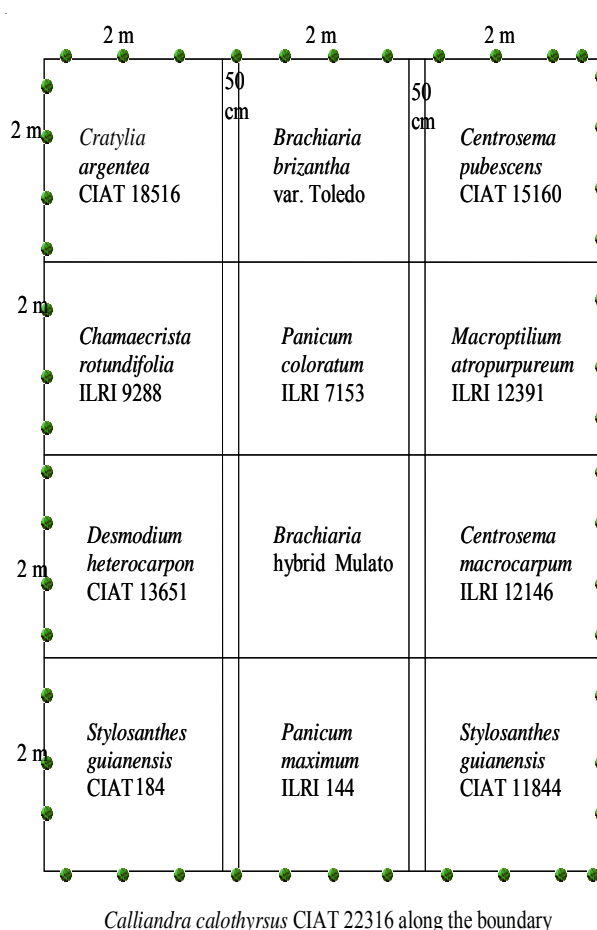 2 m
2 m
2 m
50
cm
50
cm
2 m
Cratylia
argentea
CIAT 18516
Brachiaria
brizantha
var. Toledo
Centrosema
pubescens
CIAT 15160
2 m
Chamaecrista
rotundifolia
ILRI 9288
Panicum
coloratum
ILRI 7153
Macroptilium
atropurpureum
ILRI 12391
2 m
Desmodium
heterocarpon
CIAT 13651
Brachiaria
hybrid Mulato
Centrosema
macrocarpum
ILRI 12146
2 m
Stylosanthes
guianensis
CIAT184
Panicum
maximum
ILRI 144
Stylosanthes
guianensis
CIAT 11844
Calliandra calothyrsus CIAT 22316 along the boundary